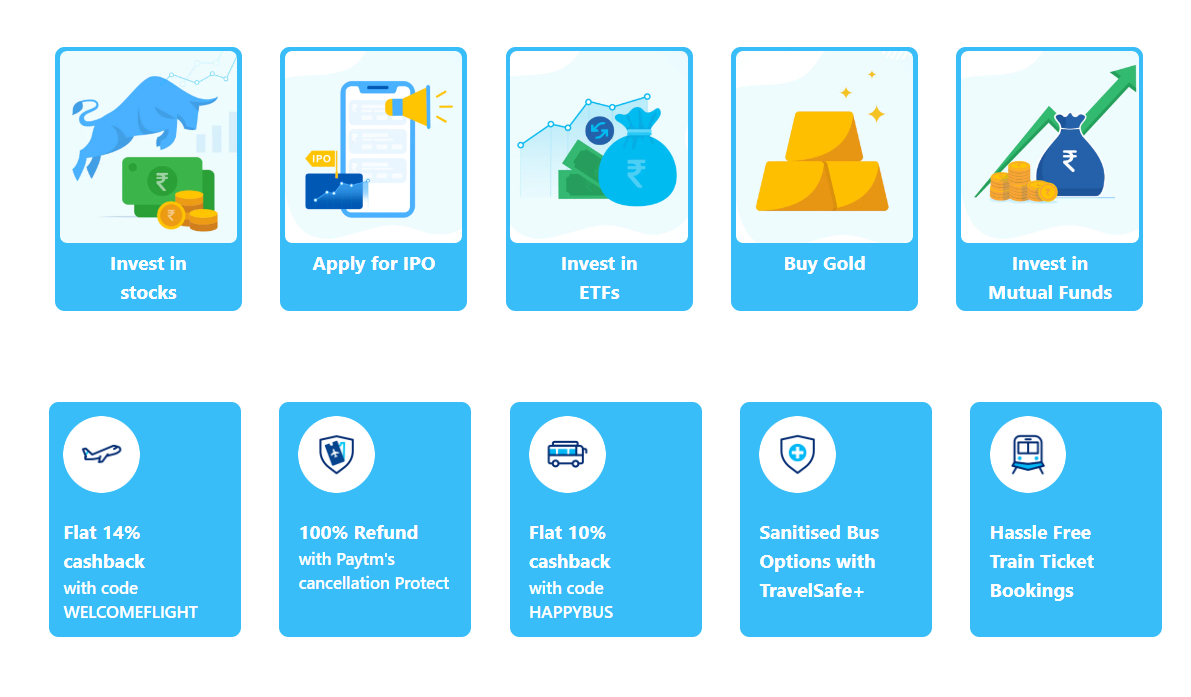 IPO
₹
₹
₹
₹
Invest in
stocks
Apply for IPO
Invest in
ETFs
Buy Gold
Invest in
Mutual Funds
Flat 14%
cashback
with code
WELCOMEFLIGHT
100% Refund
with Paytm's
cancellation Protect
Flat 10%
cashback
with code
HAPPYBUS
Sanitised Bus
Options with
TravelSafe+
Hassle Free
Train Ticket
Bookings